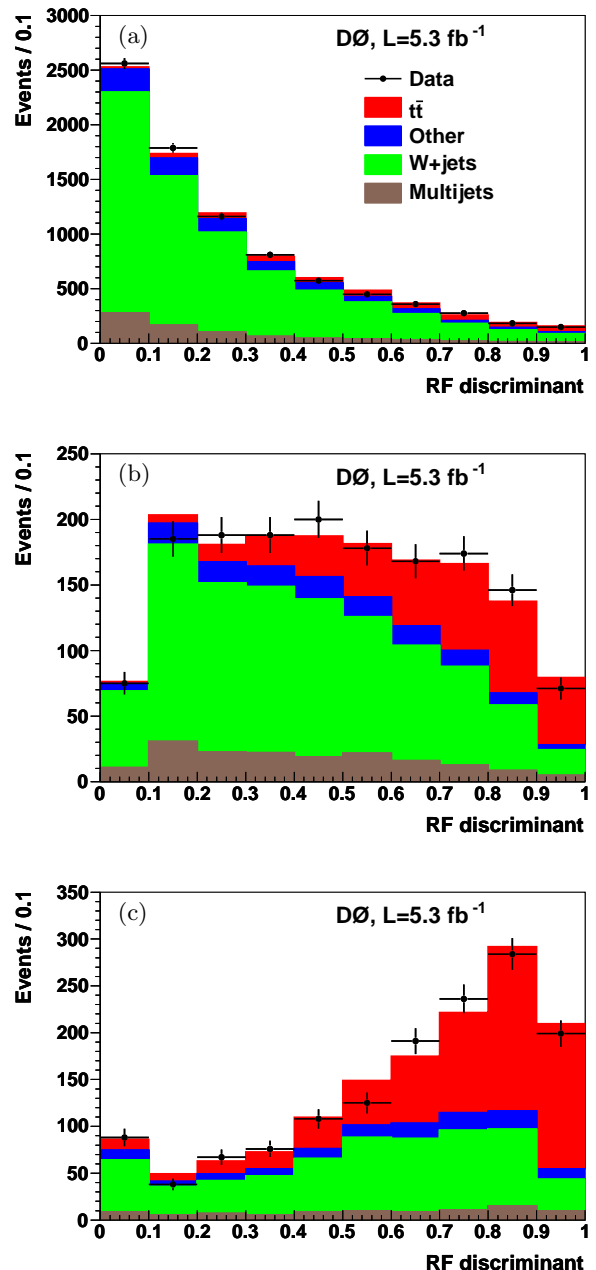 (a)
DØ, L=5.3 fb -1
Data
tt̄
Other
W+jets
Multijets
Events / 0.1
3000
2500
2000
1500
1000
500
0
0 0.1 0.2 0.3 0.4 0.5 0.6 0.7 0.8 0.9 1
RF discriminant
(b)
DØ, L=5.3 fb -1
Events / 0.1
250
200
150
100
50
0
0 0.1 0.2 0.3 0.4 0.5 0.6 0.7 0.8 0.9 1
RF discriminant
(c)
DØ, L=5.3 fb -1
Events / 0.1
350
300
250
200
150
100
50
0
0 0.1 0.2 0.3 0.4 0.5 0.6 0.7 0.8 0.9 1
RF discriminant